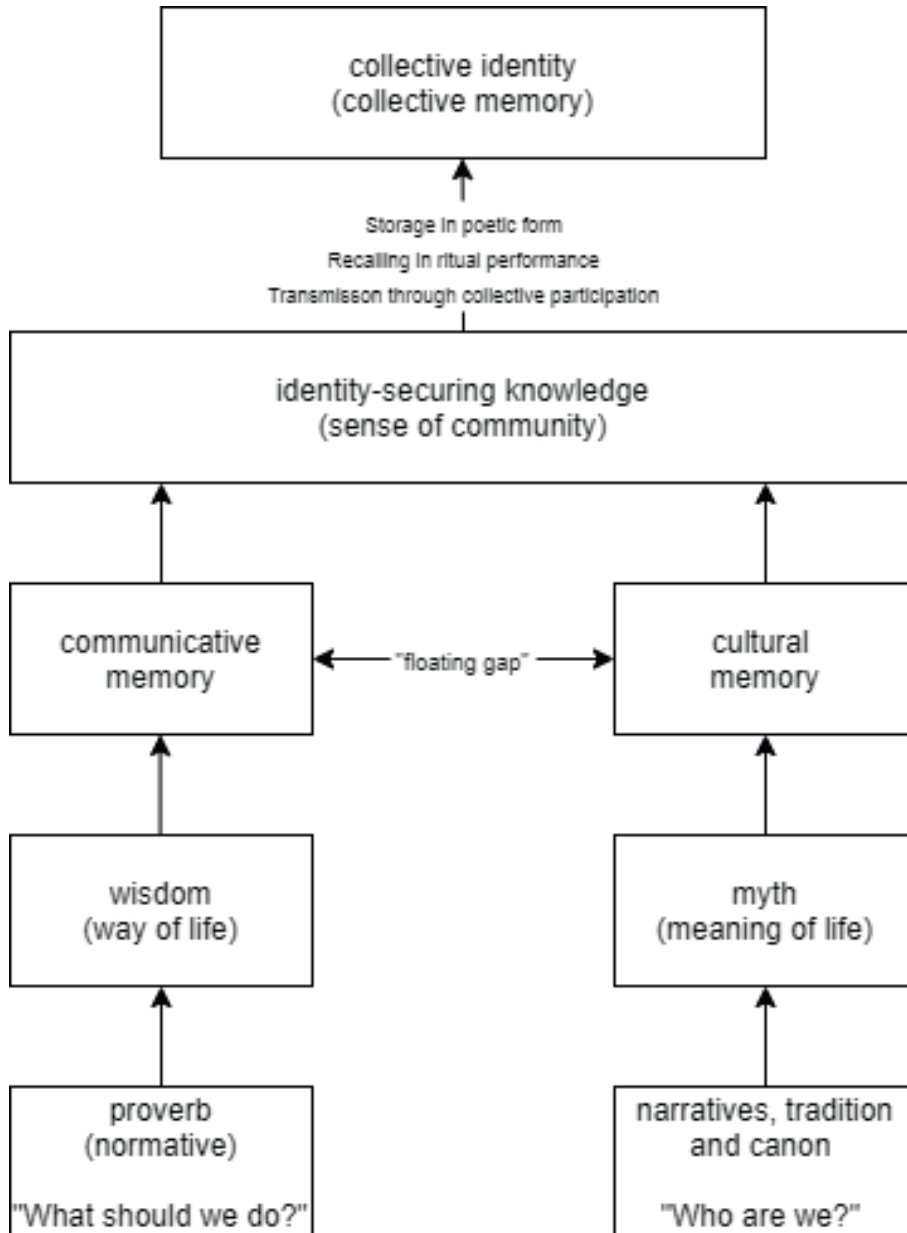 collective identity
(collective memory)
Storage in poetic form
Recalling in ritual performance
Transmisson through collective participation
identity-securing knowledge
(sense of community)
communicative
memory
"floating gap"
cultural
memory
wisdom
(way of life)
myth
(meaning of life)
proverb
(normative)
"What should we do?"
narratives, tradition
and canon
"Who are we?"